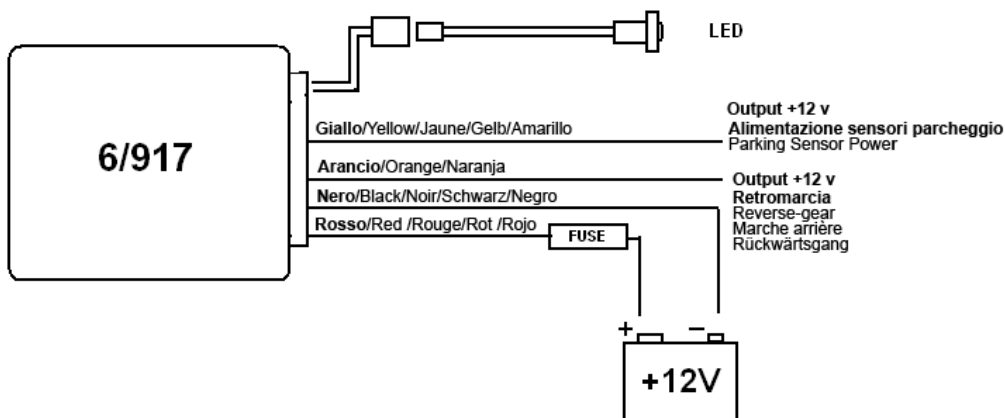 LED
Output +12 v
Giallo/Yellow/Jaune/Gelb/Amarillo
Alimentazione sensori parcheggio
Parking Sensor Power
6/917
Arancio/Orange/Naranja
Output +12 v
Nero/Black/Noir/Schwarz/Negro
Retromarcia
Reverse-gear
Marche arrière
Rückwärtsgang
Rosso/Red /Rouge/Rot /Rojo
FUSE
+ −
+12V